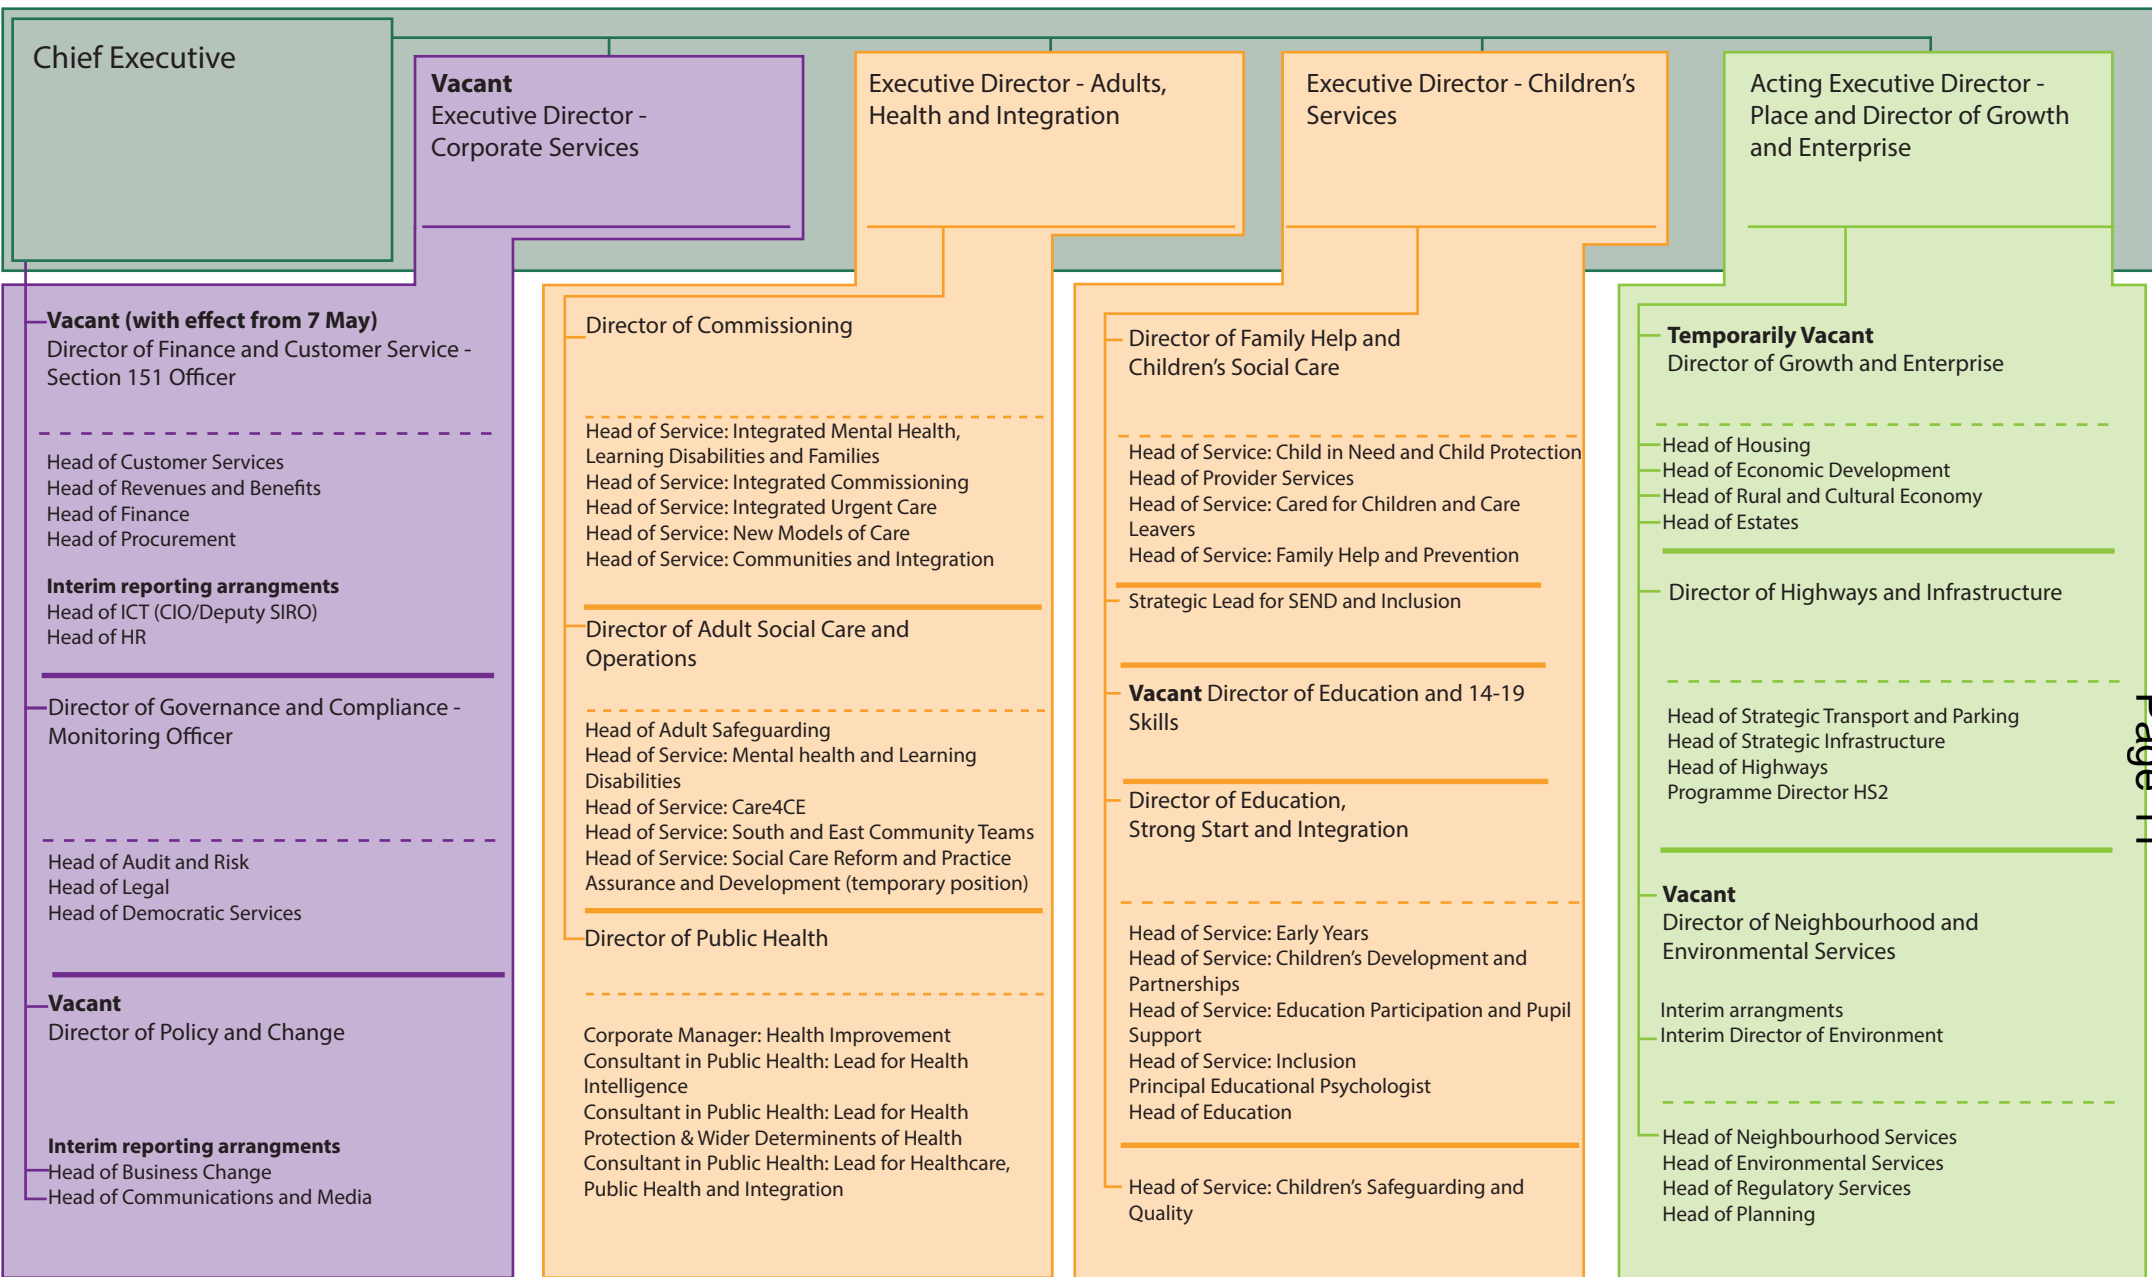 Chief Executive
Vacant
Executive Director -
Corporate Services
Executive Director - Adults,
Health and Integration
Executive Director - Children’s
Services
Acting Executive Director -
Place and Director of Growth
and Enterprise
Vacant (with effect from 7 May)
Director of Finance and Customer Service -
Section 151 Officer
Head of Customer Services
Head of Revenues and Benefits
Head of Finance
Head of Procurement
Interim reporting arrangments
Head of ICT (CIO/Deputy SIRO)
Head of HR
Director of Governance and Compliance -
Monitoring Officer
Head of Audit and Risk
Head of Legal
Head of Democratic Services
Vacant
Director of Policy and Change
Interim reporting arrangments
Head of Business Change
Head of Communications and Media
Director of Commissioning
Head of Service: Integrated Mental Health,
Learning Disabilities and Families
Head of Service: Integrated Commissioning
Head of Service: Integrated Urgent Care
Head of Service: New Models of Care
Head of Service: Communities and Integration
Director of Adult Social Care and
Operations
Head of Adult Safeguarding
Head of Service: Mental health and Learning
Disabilities
Head of Service: Care4CE
Head of Service: South and East Community Teams
Head of Service: Social Care Reform and Practice
Assurance and Development (temporary position)
Director of Public Health
Corporate Manager: Health Improvement
Consultant in Public Health: Lead for Health
Intelligence
Consultant in Public Health: Lead for Health
Protection & Wider Determinents of Health
Consultant in Public Health: Lead for Healthcare,
Public Health and Integration
Director of Family Help and
Children’s Social Care
Head of Service: Child in Need and Child Protection
Head of Provider Services
Head of Service: Cared for Children and Care
Leavers
Head of Service: Family Help and Prevention
Strategic Lead for SEND and Inclusion
Vacant Director of Education and 14-19
Skills
Director of Education,
Strong Start and Integration
Head of Service: Early Years
Head of Service: Children’s Development and
Partnerships
Head of Service: Education Participation and Pupil
Support
Head of Service: Inclusion
Principal Educational Psychologist
Head of Education
Head of Service: Children’s Safeguarding and
Quality
Temporarily Vacant
Director of Growth and Enterprise
Head of Housing
Head of Economic Development
Head of Rural and Cultural Economy
Head of Estates
Director of Highways and Infrastructure
Head of Strategic Transport and Parking
Head of Strategic Infrastructure
Head of Highways
Programme Director HS2
Vacant
Director of Neighbourhood and
Environmental Services
Interim arrangments
Interim Director of Environment
Head of Neighbourhood Services
Head of Environmental Services
Head of Regulatory Services
Head of Planning
Page